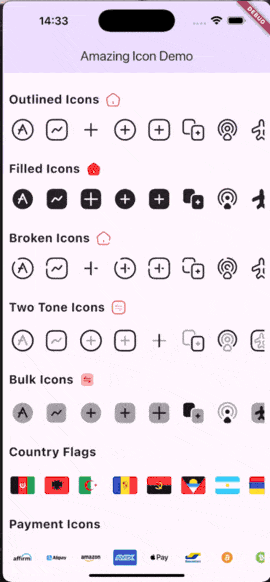 14:33
DEBUG
Amazing Icon Demo
Outlined Icons
Filled Icons
Broken Icons
Two Tone Icons
Bulk Icons
Country Flags
Payment Icons
affirm Alipay amazon Pay